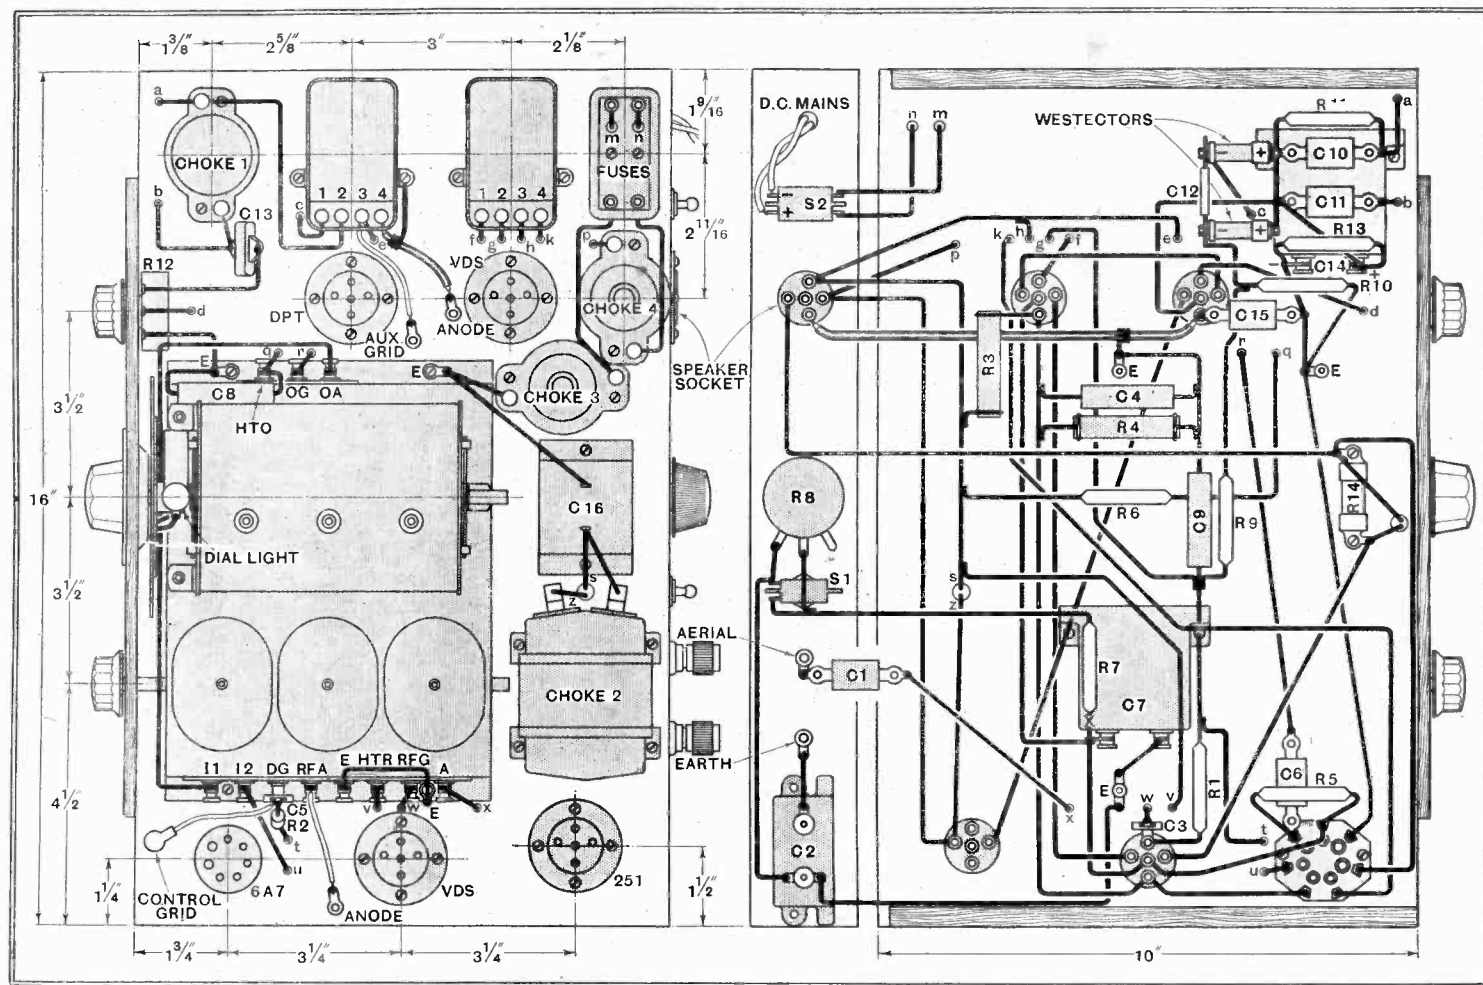 1 3/8" 2 5/8" 3" 2 1/8"
a
CHOKE 1
1 2 3 4
1 2 3 4
m n
FUSES
1 9/16"
D.C. MAINS
n m
WESTECTORS
a
C10
b
C13
c
e
f g h k
p
2 11/16"
S2
- +
C12
C11
b
c
R13
C14
- +
R10
R12
d
DPT
VDS
AUX. GRID
ANODE
CHOKE 4
p
k h g f
e
C15
d
E
C8
q r
OG OA
HTO
E
CHOKE 3
SPEAKER SOCKET
R3
E
r q
E
3 1/2"
C4
R4
16"
C16
R8
R6
C9
R9
R14
DIAL LIGHT
3 1/2"
s
z
S1
s
z
AERIAL
C1
R7
C7
CHOKE 2
EARTH
I1 I2 DG RFA E HTR RFG A
C5
R2
v w E x
t
u
4 1/2"
E
w v
C3
R1
C6
R5
x
t
u
C2
6A7
CONTROL GRID
ANODE
VDS
251
1 1/4"
1 1/2"
1 3/4" 3 1/4" 3 1/4"
10"